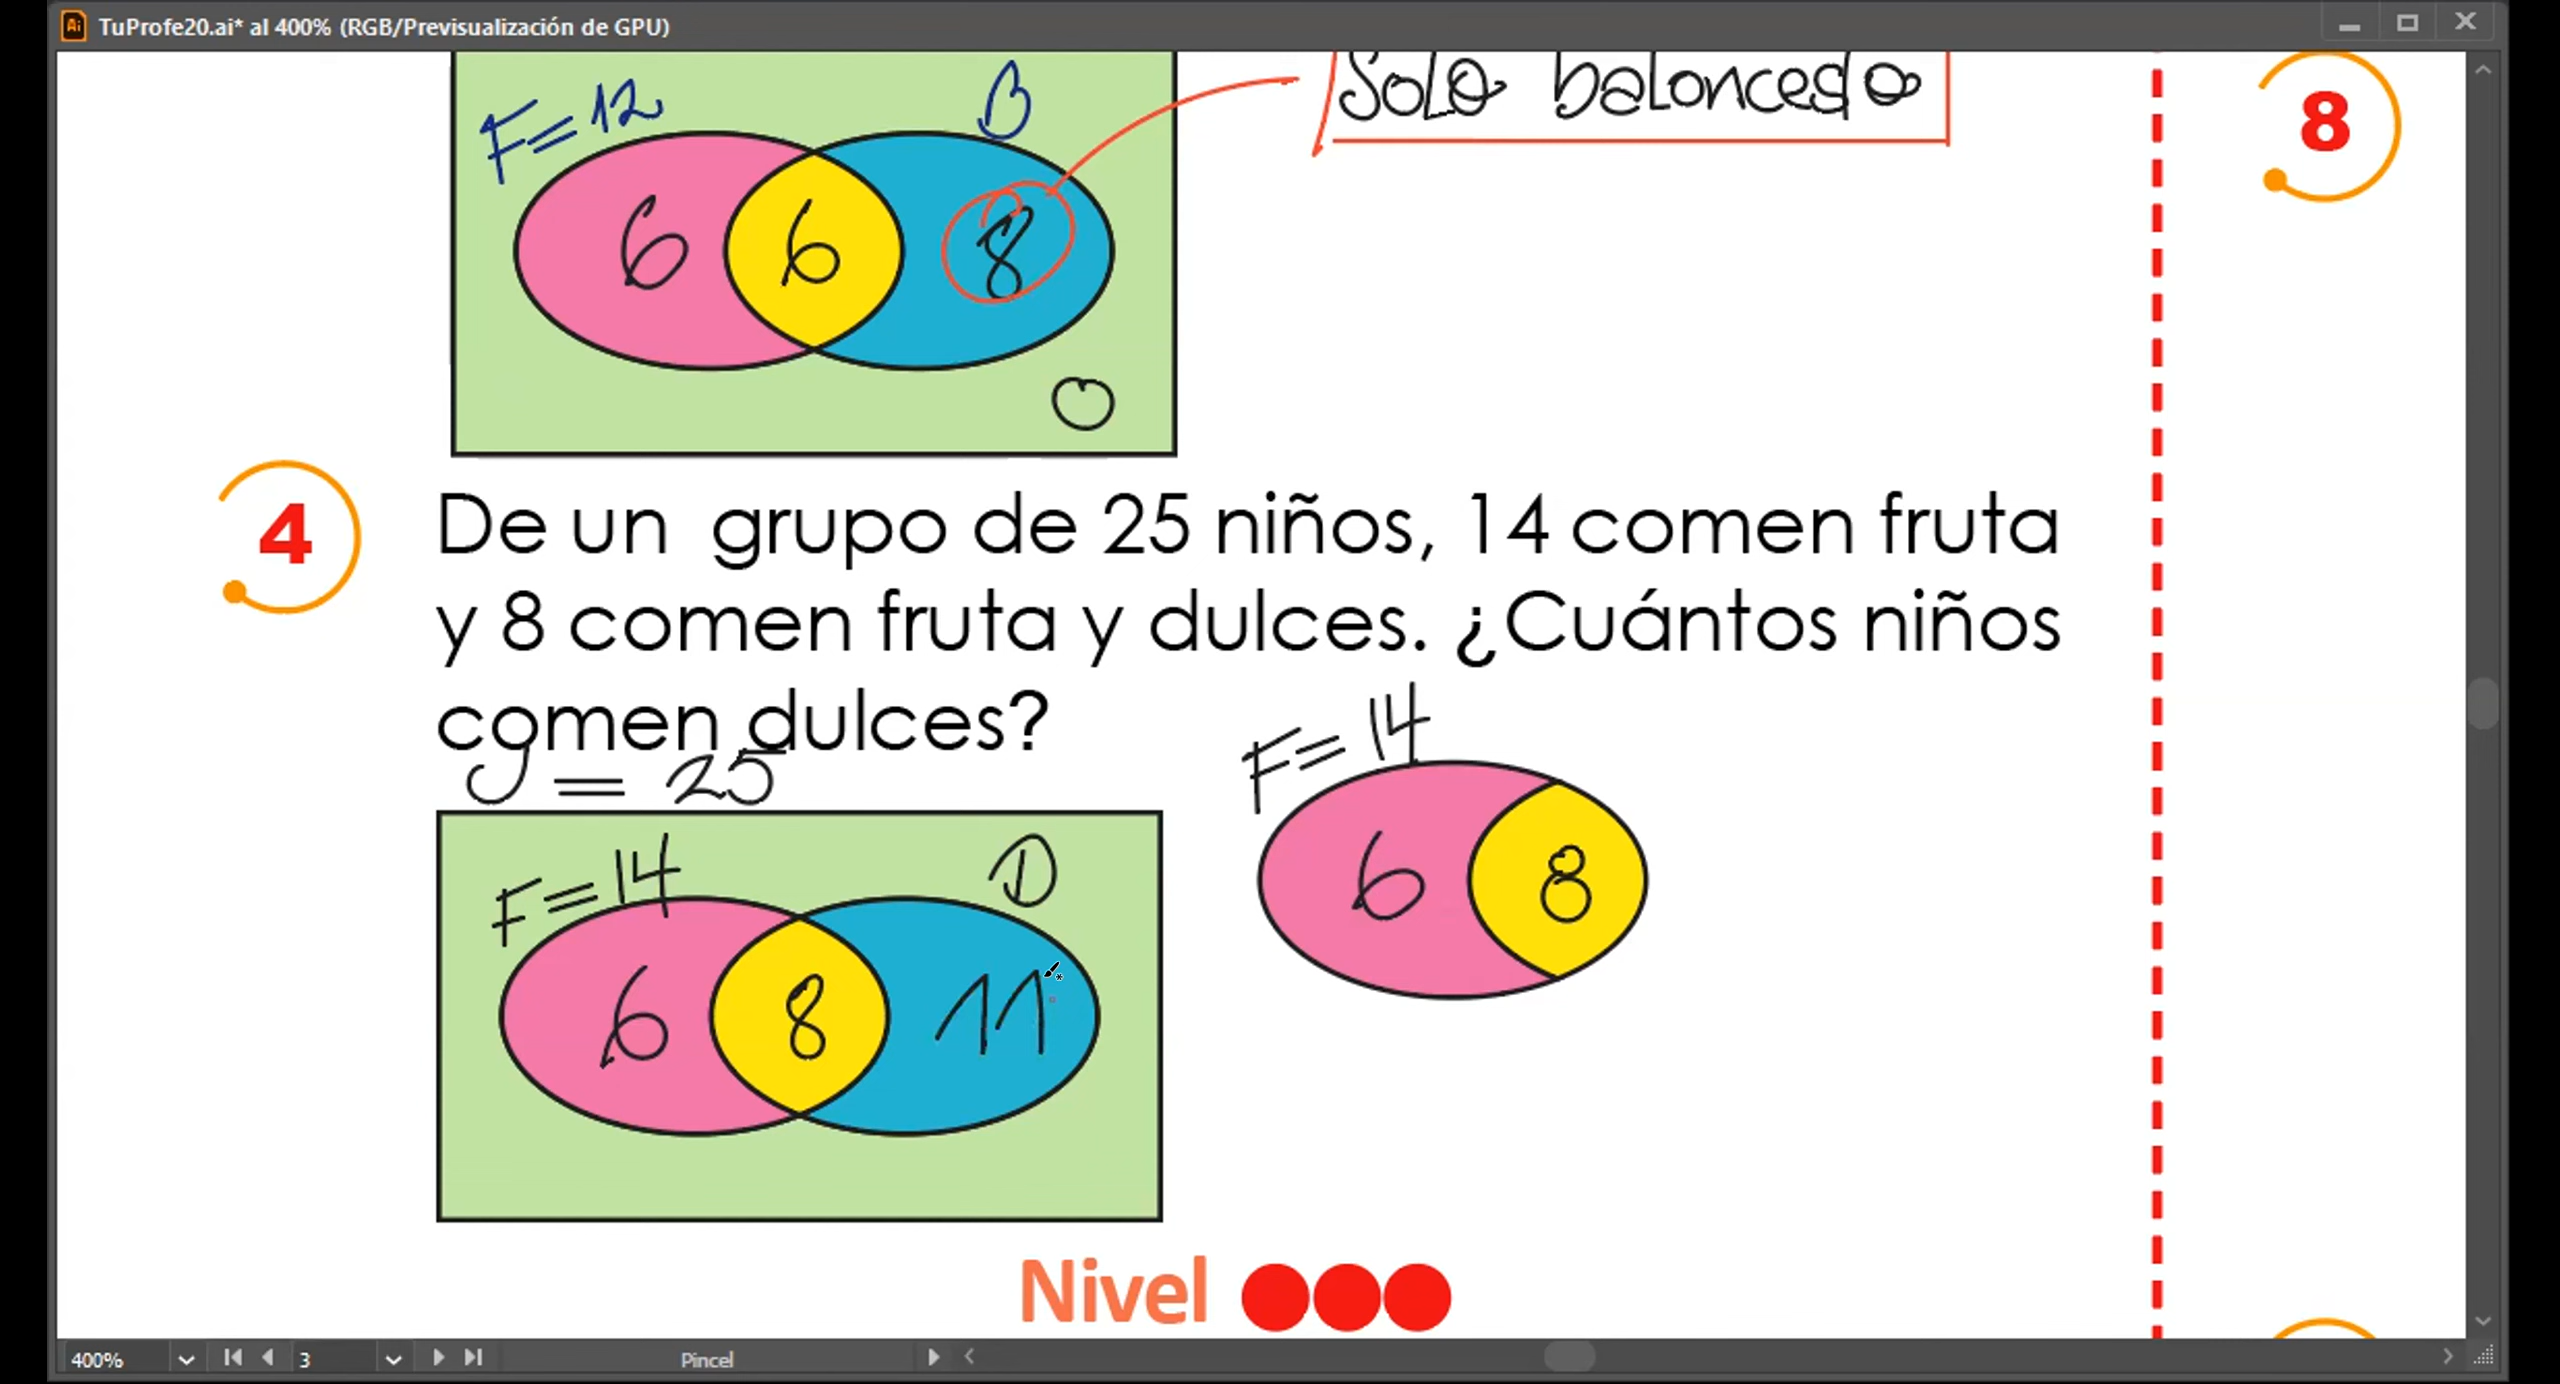 TuProfe20.ai* al 400% (RGB/Previsualización de GPU)
Solo baloncesto
F=12
B
6
6
8
0
8
4
De un grupo de 25 niños, 14 comen fruta
y 8 comen fruta y dulces. ¿Cuántos niños
comen dulces?
= 25
F=14
D
6
8
11
F=14
6
8
Nivel
400%
3
Pincel